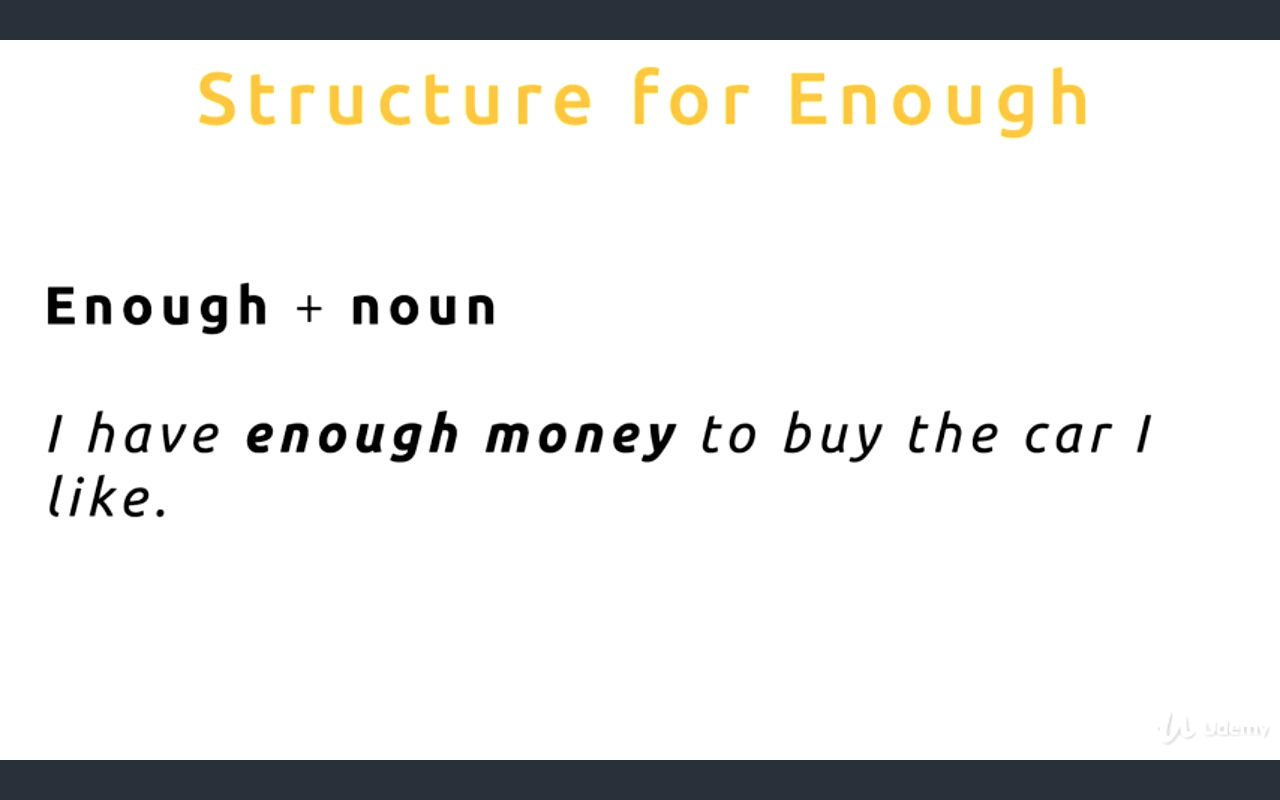 Structure for Enough
Enough + noun
I have enough money to buy the car I
like.
Udemy